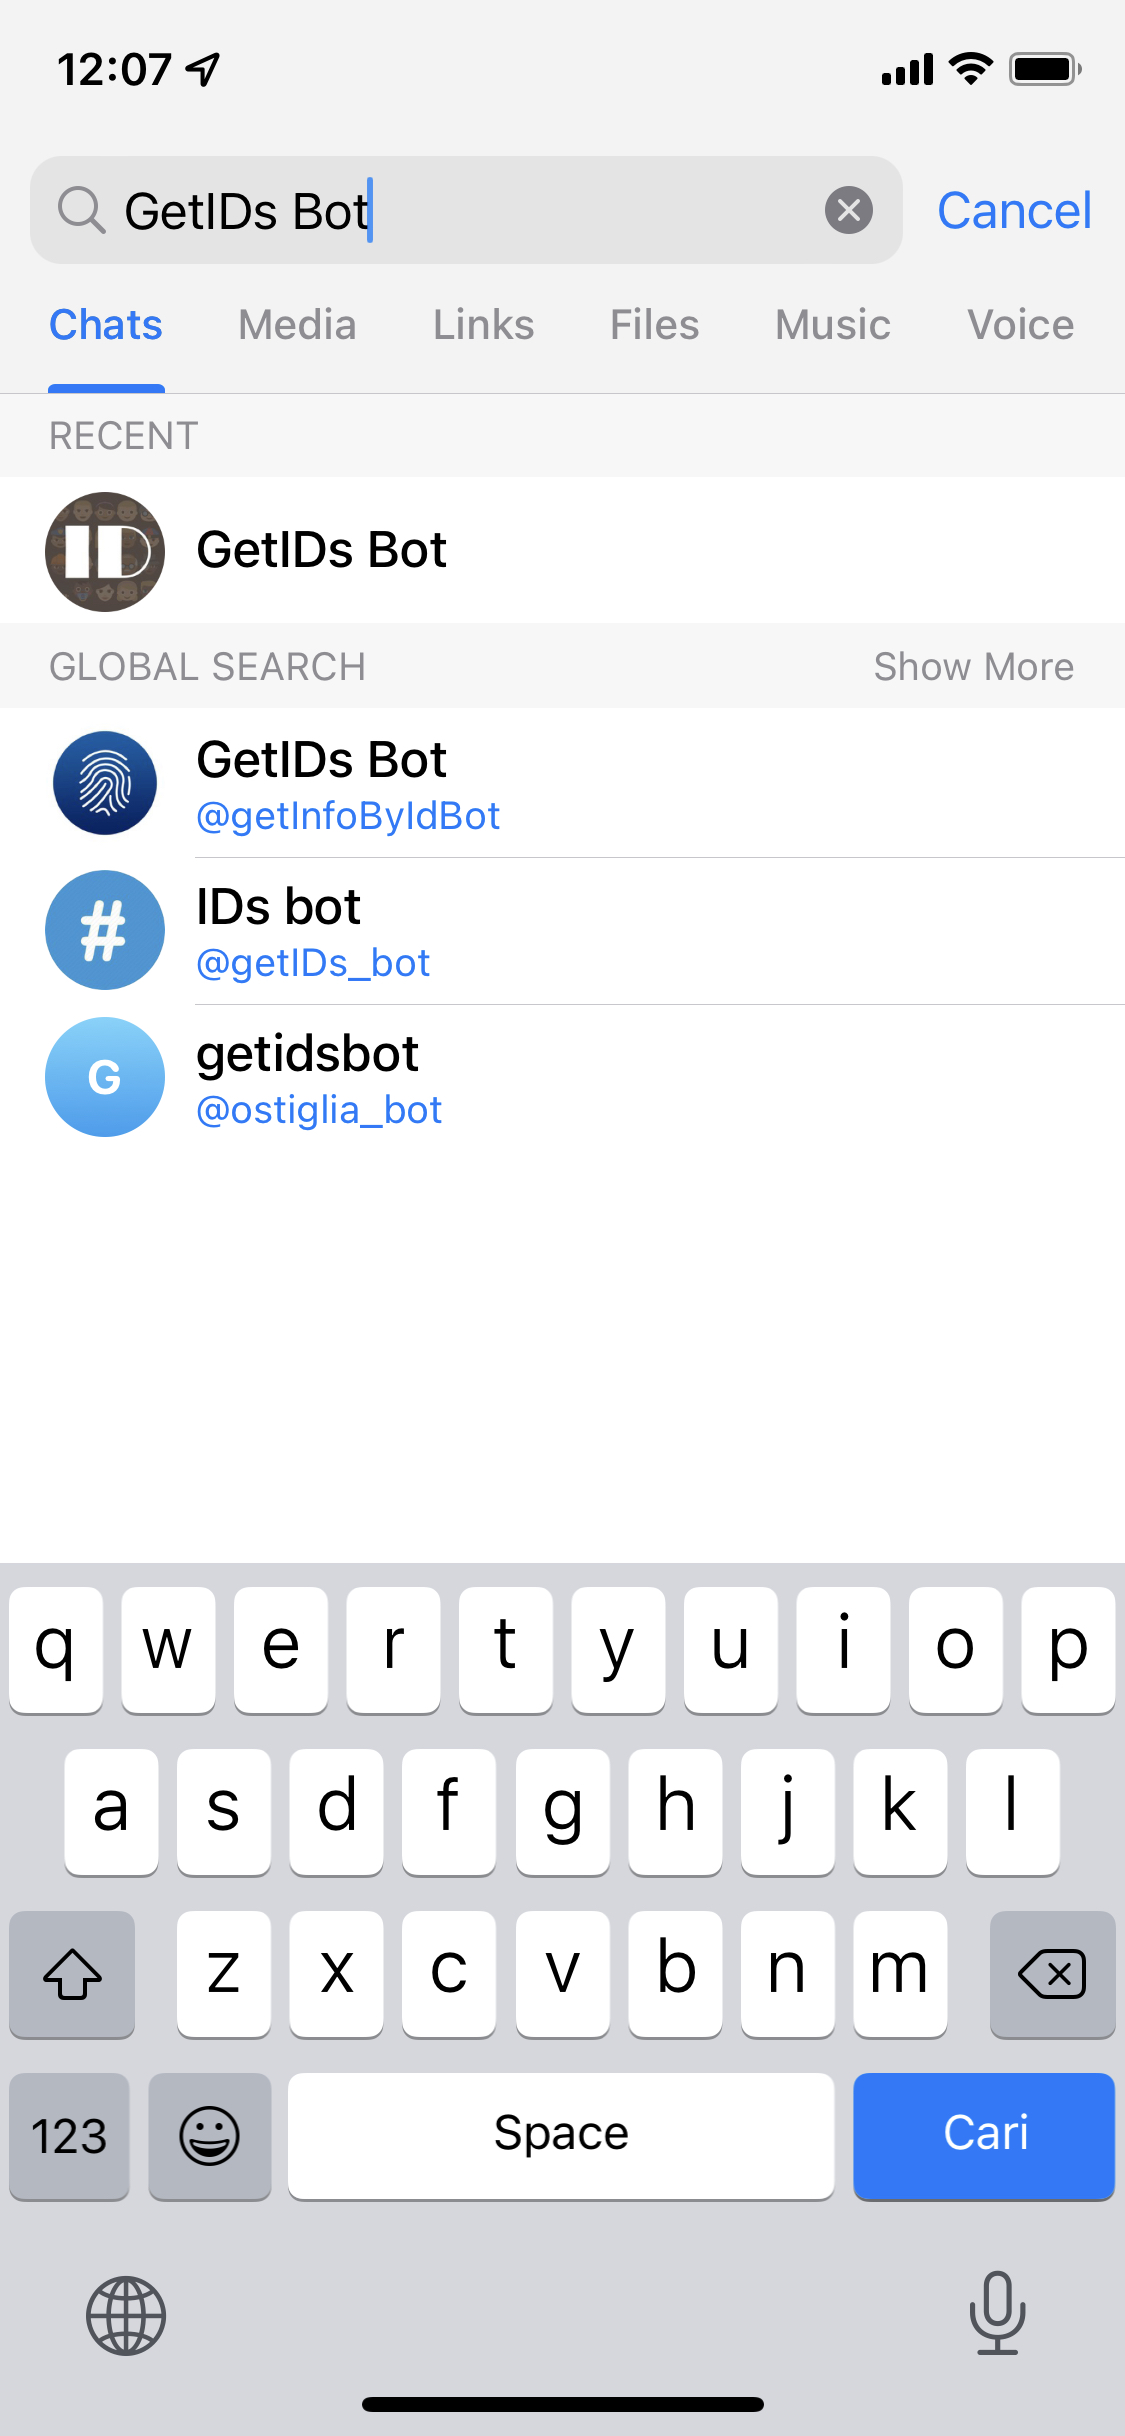 12:07
GetIDs Bot
Cancel
Chats Media Links Files Music Voice
RECENT
ID
GetIDs Bot
GLOBAL SEARCH Show More
GetIDs Bot
@getInfoByIdBot
#
IDs bot
@getIDs_bot
G
getidsbot
@ostiglia_bot
q w e r t y u i o p
a s d f g h j k l
z x c v b n m
123 Space Cari